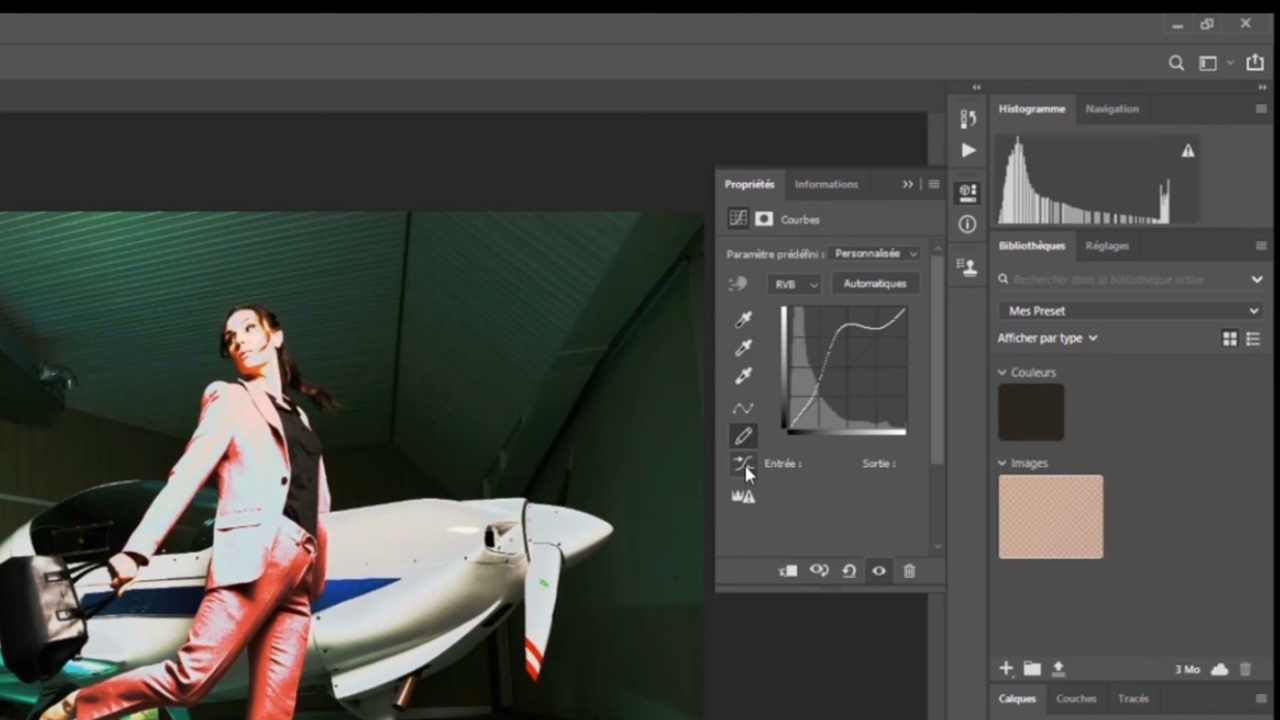 Histogramme
Navigation
Propriétés
Informations
Courbes
Paramètre prédéfini :
Personnalisée
RVB
Automatiques
Entrée :
Sortie :
Bibliothèques
Réglages
Rechercher dans la bibliothèque active
Mes Preset
Afficher par type
Couleurs
Images
3 Mo
Calques
Couches
Tracés